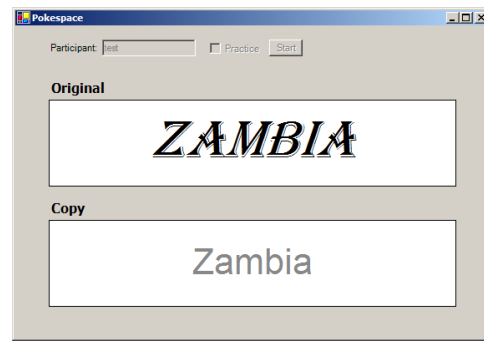 Pokespace
Participant: test Practice Start
Original
ZAMBIA
Copy
Zambia